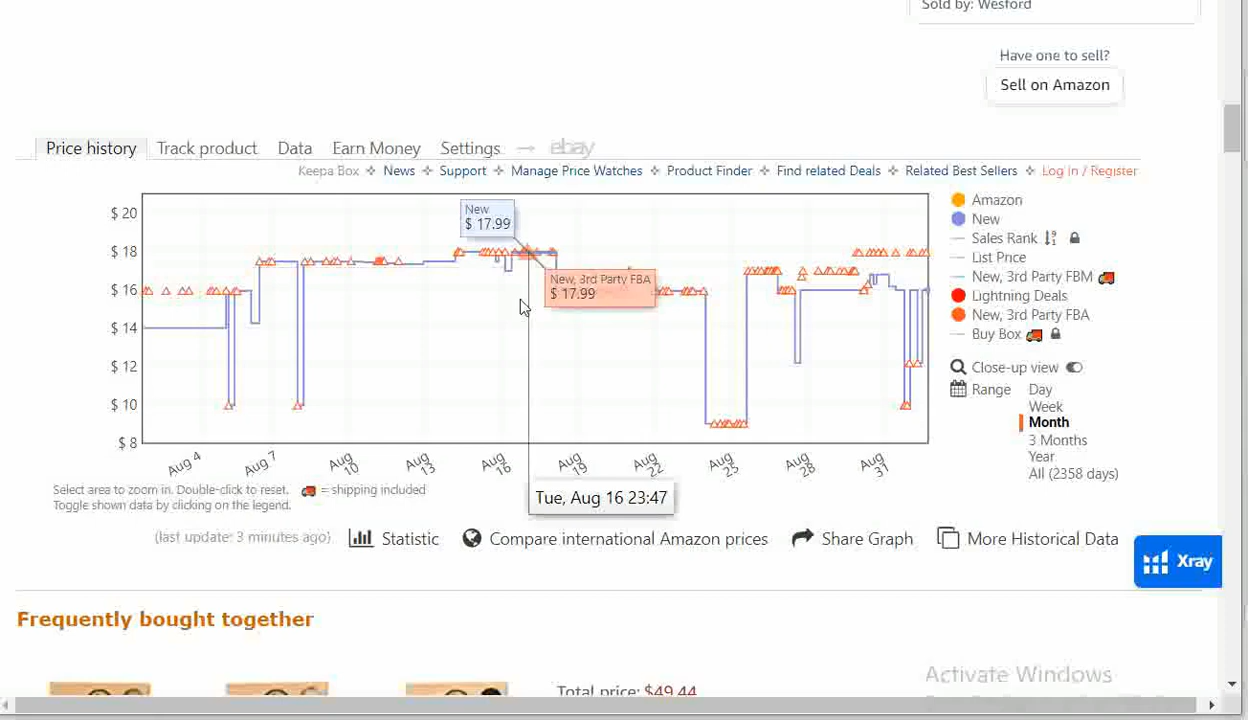 Sold by: Westord
Have one to sell?
Sell on Amazon
Price history Track product Data Earn Money Settings → ebay
Keepa Box News Support Manage Price Watches Product Finder Find related Deals Related Best Sellers Log in / Register
$ 20
$ 18
$ 16
$ 14
$ 12
$ 10
$ 8
New
$ 17.99
New, 3rd Party FBA
$ 17.99
Aug 4
Aug 7
Aug 10
Aug 13
Aug 16
Aug 19
Aug 22
Aug 25
Aug 28
Aug 31
Tue, Aug 16 23:47
Amazon
New
Sales Rank
List Price
New, 3rd Party FBM
Lightning Deals
New, 3rd Party FBA
Buy Box
Close-up view
Range
Day
Week
Month
3 Months
Year
All (2358 days)
Select area to zoom in. Double-click to reset. = shipping included
Toggle shown data by clicking on the legend.
(last update: 3 minutes ago) Statistic Compare international Amazon prices Share Graph More Historical Data
Xray
Frequently bought together
Total price: $49.44
Activate Windows